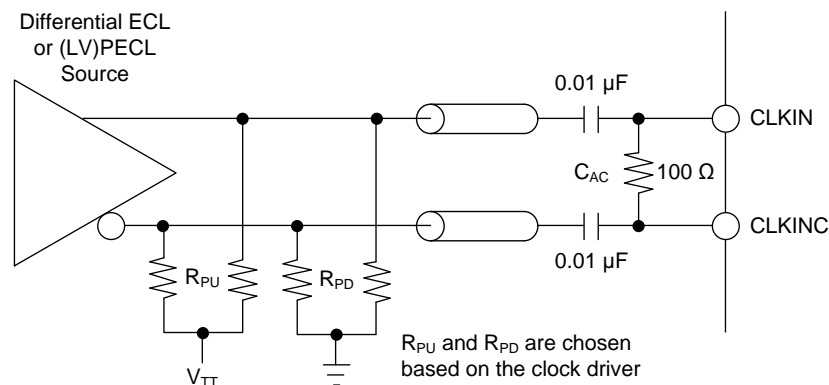 Differential ECL
or (LV)PECL
Source
0.01 µF
CLKIN
C_AC
100 Ω
CLKINC
0.01 µF
R_PU
R_PD
V_TT
R_PU and R_PD are chosen
based on the clock driver